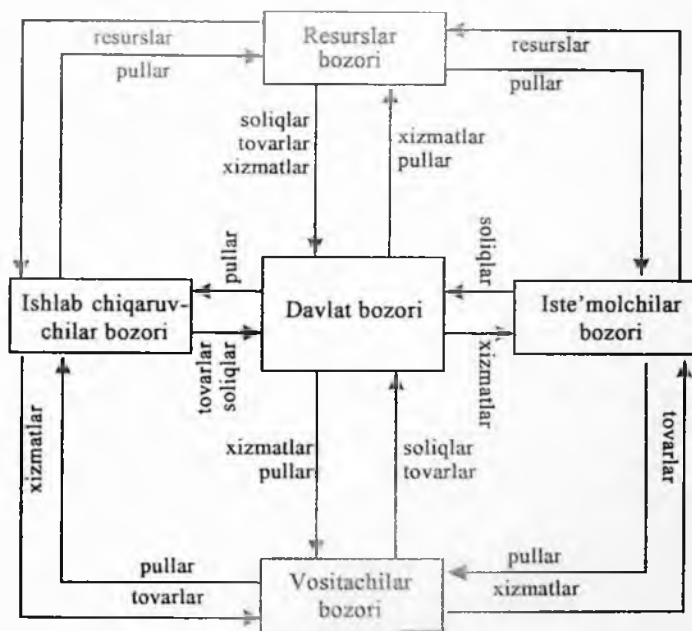 resurslar
pullar
Resurslar
bozori
resurslar
pullar
soliqlar
tovarlar
xizmatlar
xizmatlar
pullar
pullar
soliqlar
Ishlab chiqaruv-
chilar bozori
Davlat bozori
Iste’molchilar
bozori
tovarlar
soliqlar
xizmatlar
xizmatlar
xizmatlar
pullar
soliqlar
tovarlar
tovarlar
pullar
tovarlar
Vositachilar
bozori
pullar
xizmatlar